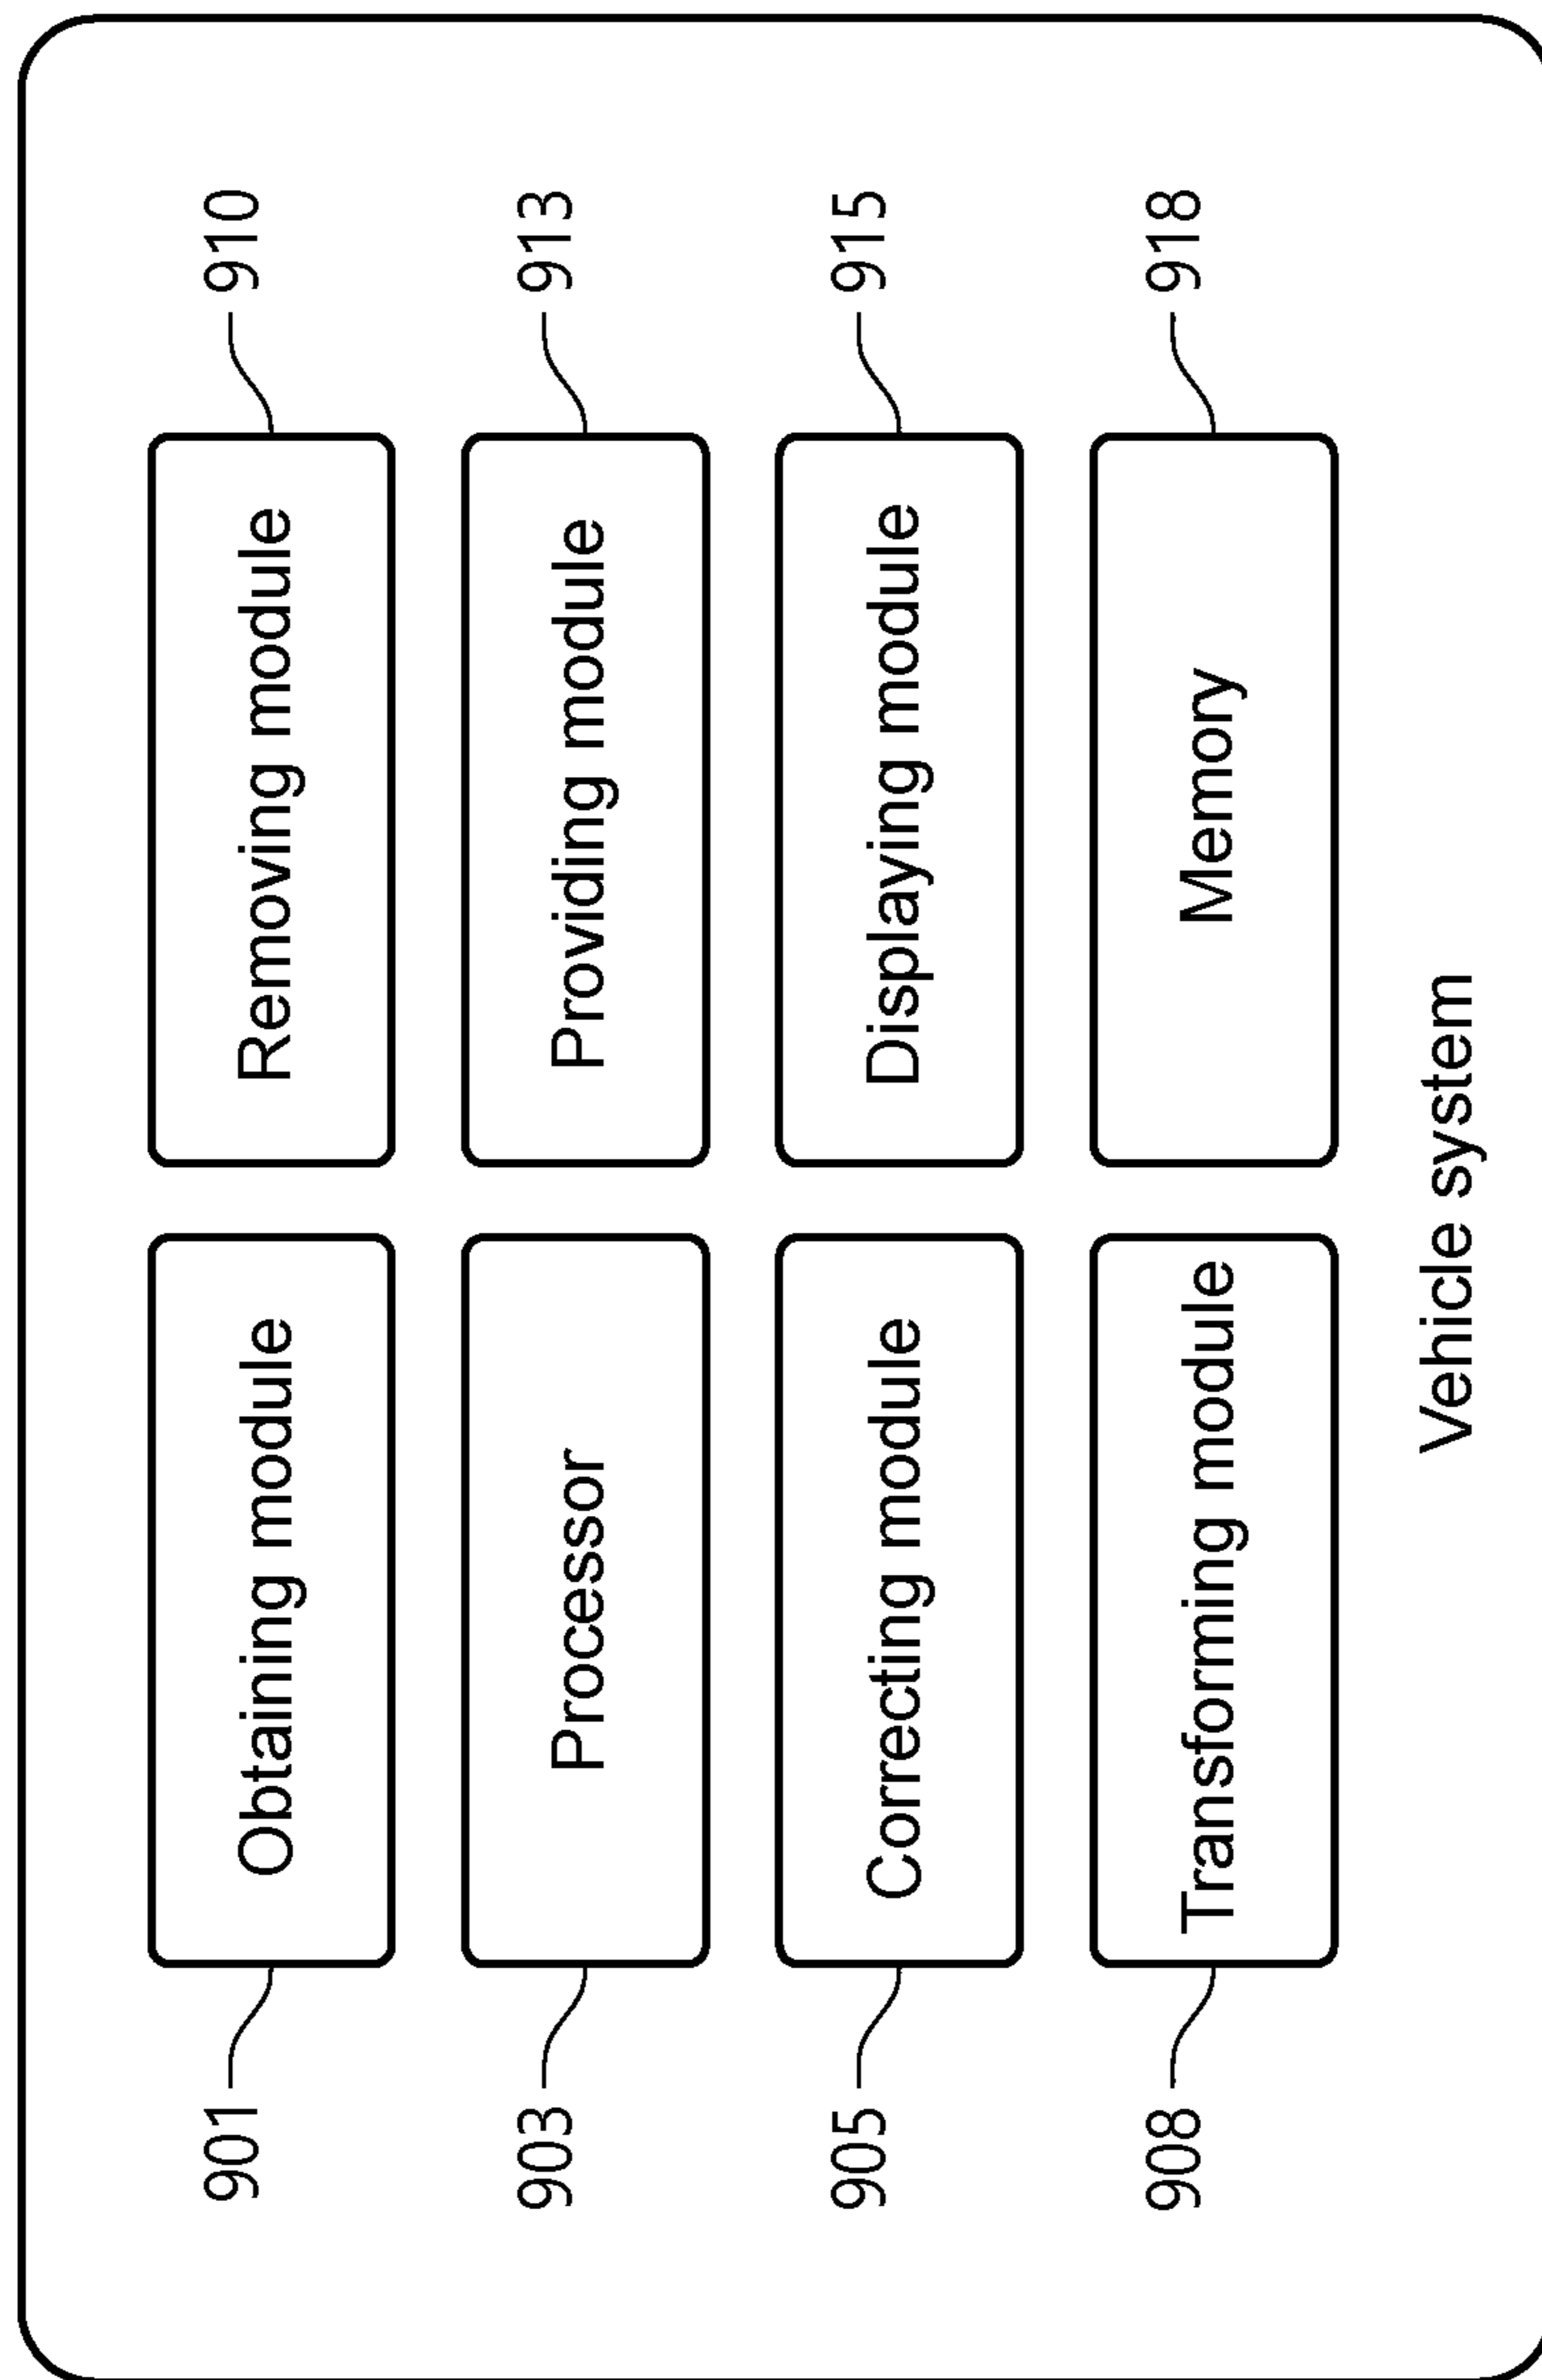 901
Obtaining module
Removing module
910
903
Processor
Providing module
913
905
Correcting module
Displaying module
915
908
Transforming module
Memory
918
Vehicle system